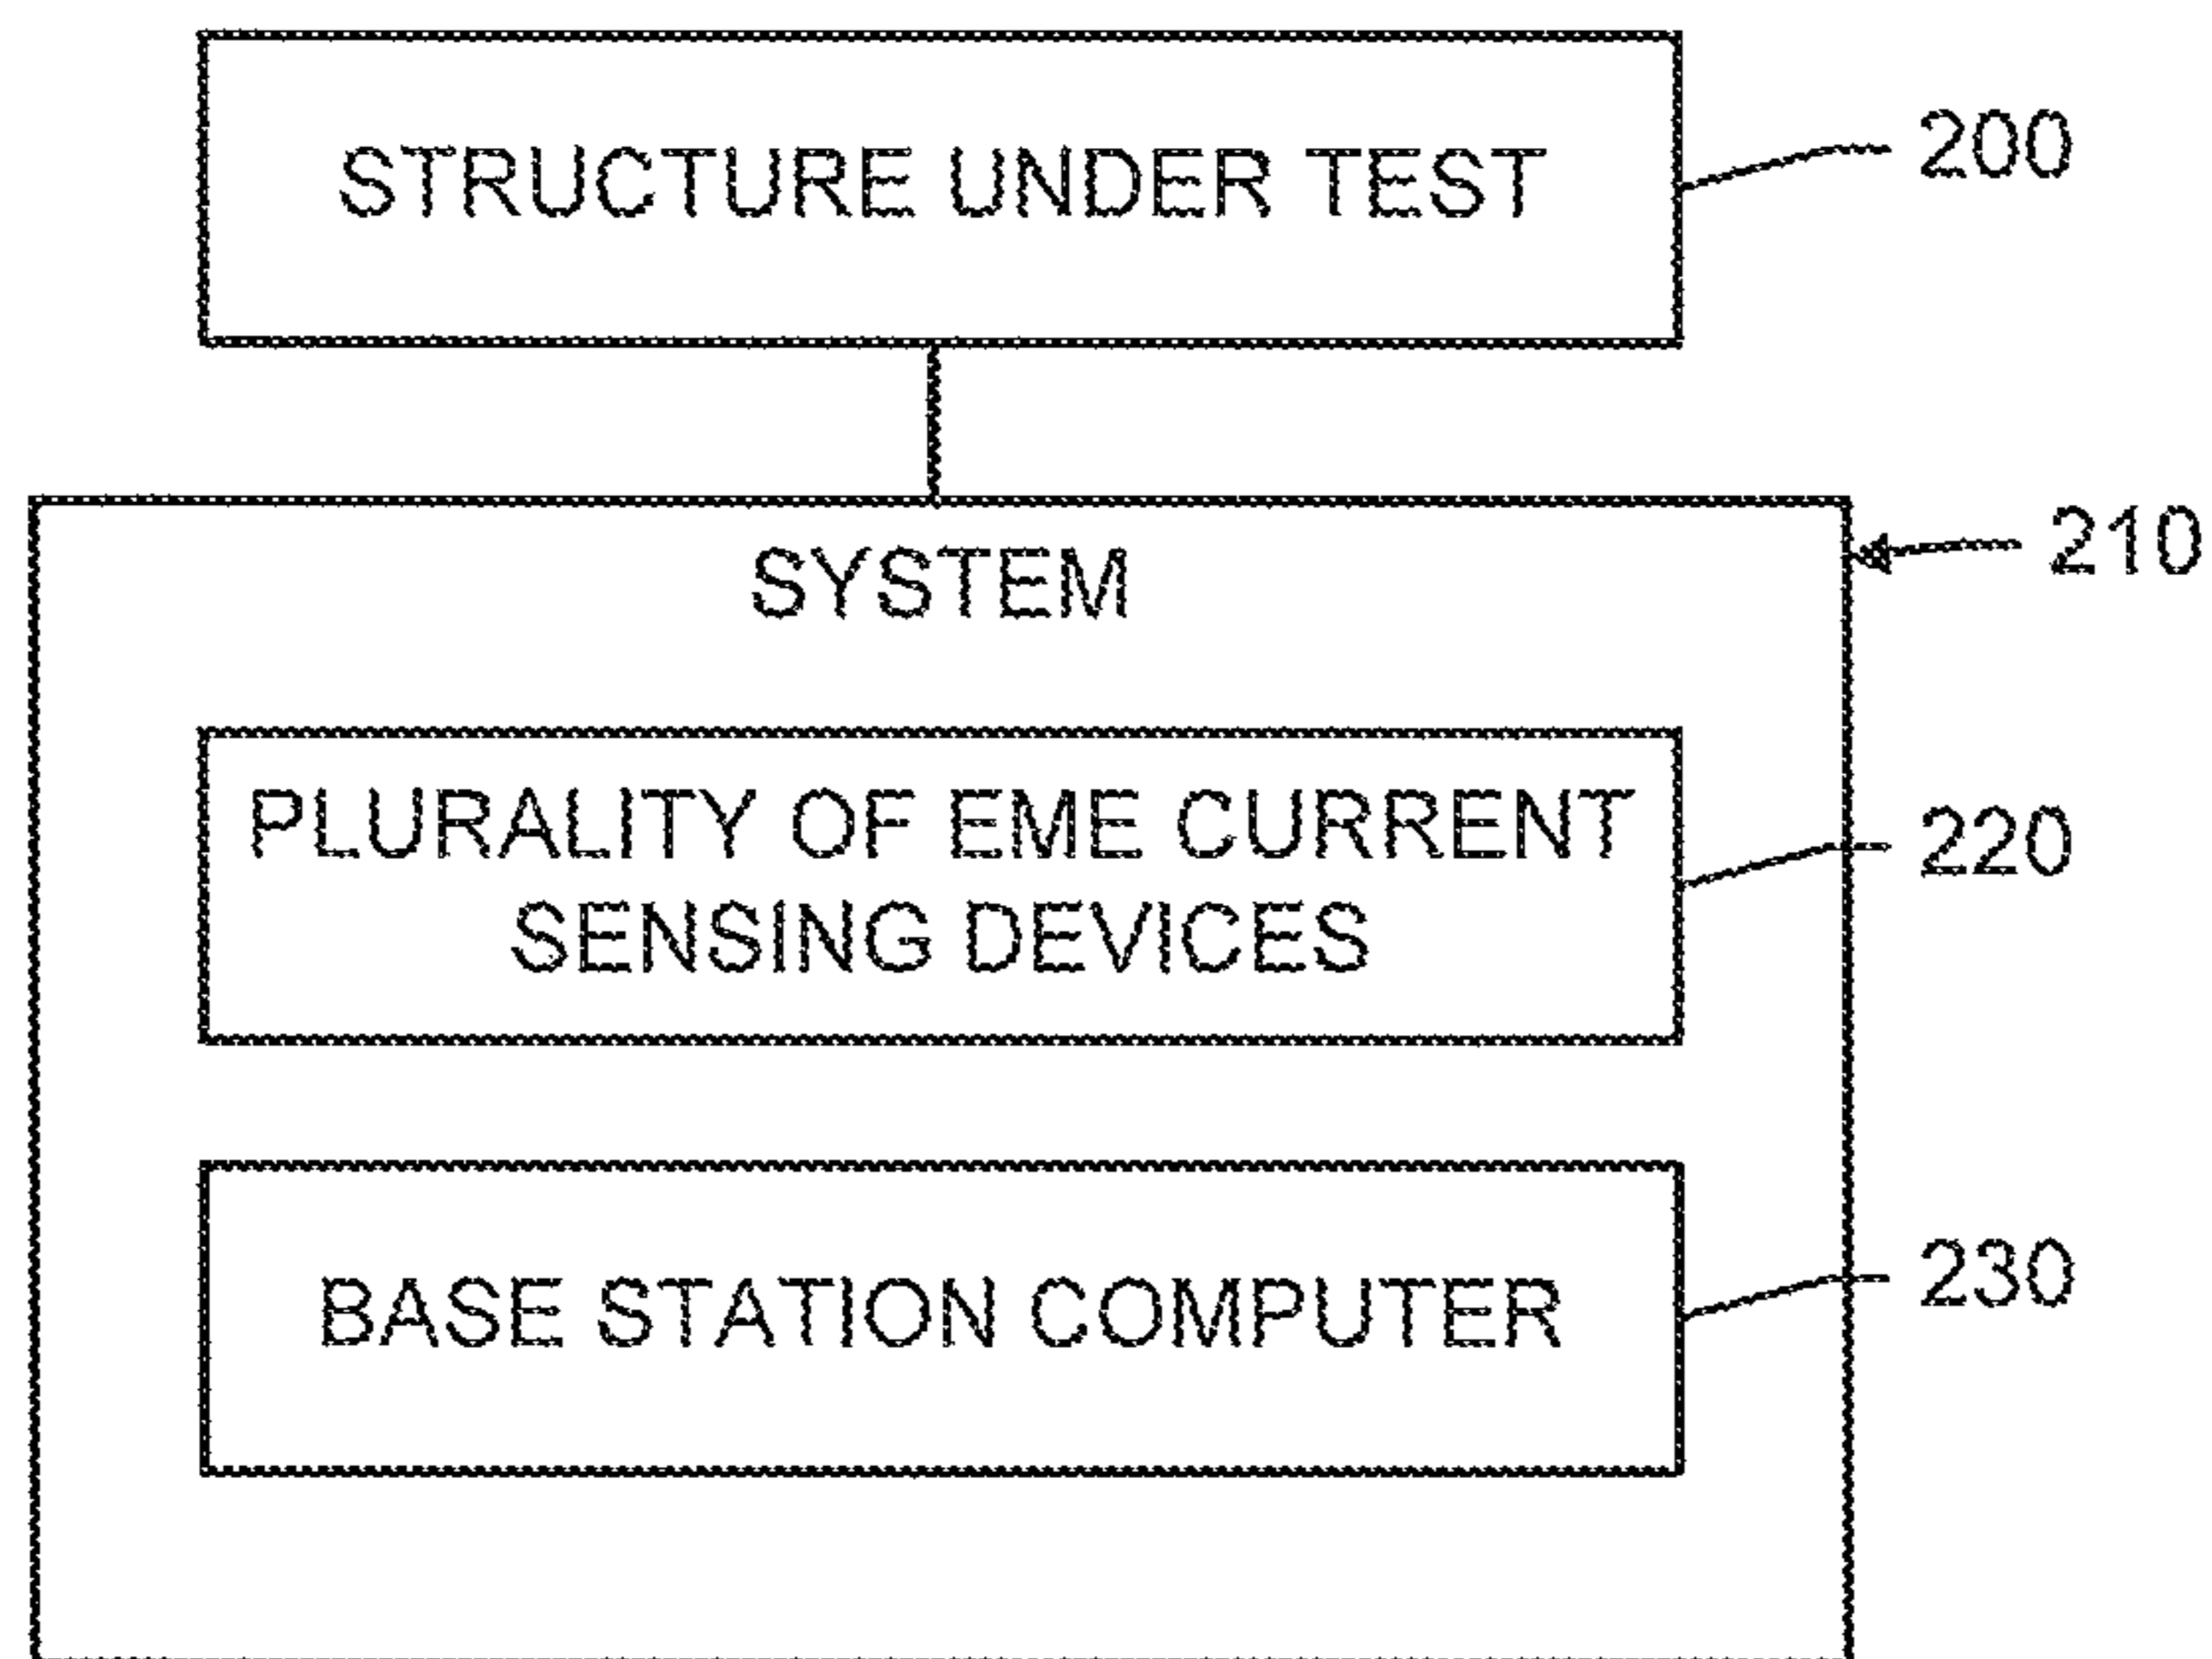 STRUCTURE UNDER TEST
200
SYSTEM
210
PLURALITY OF EME CURRENT
SENSING DEVICES
220
BASE STATION COMPUTER
230